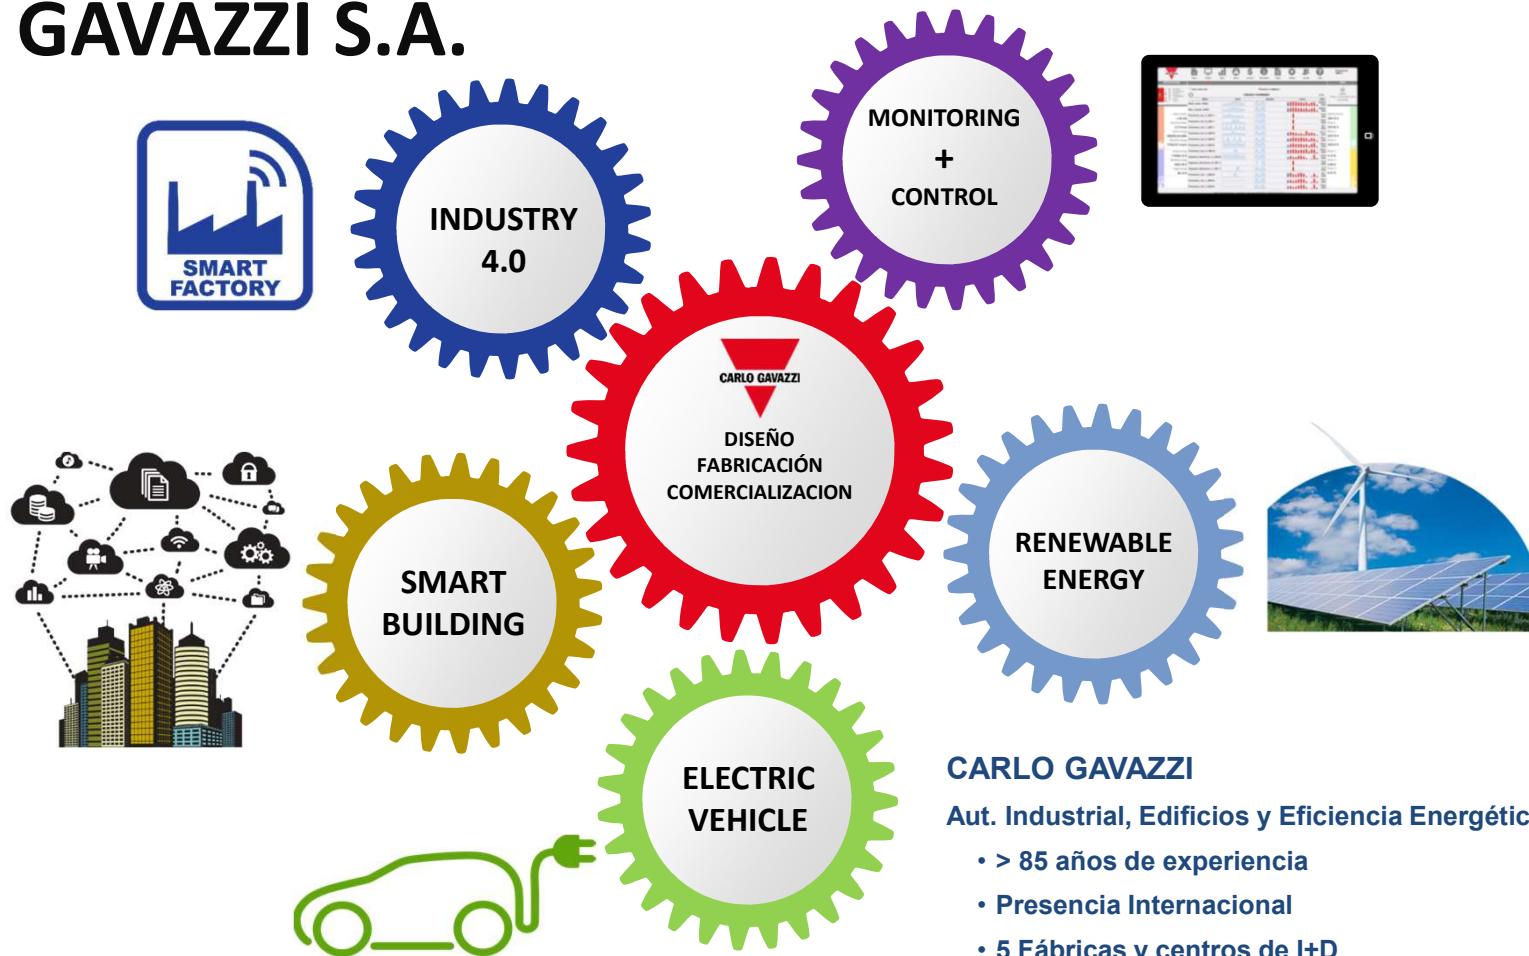 GAVAZZI S.A.
MONITORING
+
CONTROL
INDUSTRY
4.0
SMART
FACTORY
CARLO GAVAZZI
DISEÑO
FABRICACIÓN
COMERCIALIZACION
RENEWABLE
ENERGY
SMART
BUILDING
ELECTRIC
VEHICLE
CARLO GAVAZZI
Aut. Industrial, Edificios y Eficiencia Energétic
• > 85 años de experiencia
• Presencia Internacional
• 5 Fábricas y centros de I+D